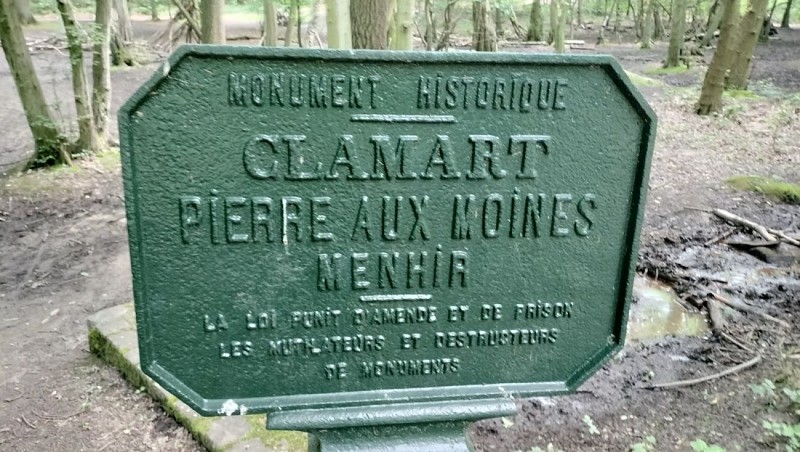 MONUMENT HISTORIQUE
CLAMART
PIERRE AUX MOINES
MENHIR
LA LOI PUNIT D'AMENDE ET DE PRISON
LES MUTILATEURS ET DESTRUCTEURS
DE MONUMENTS